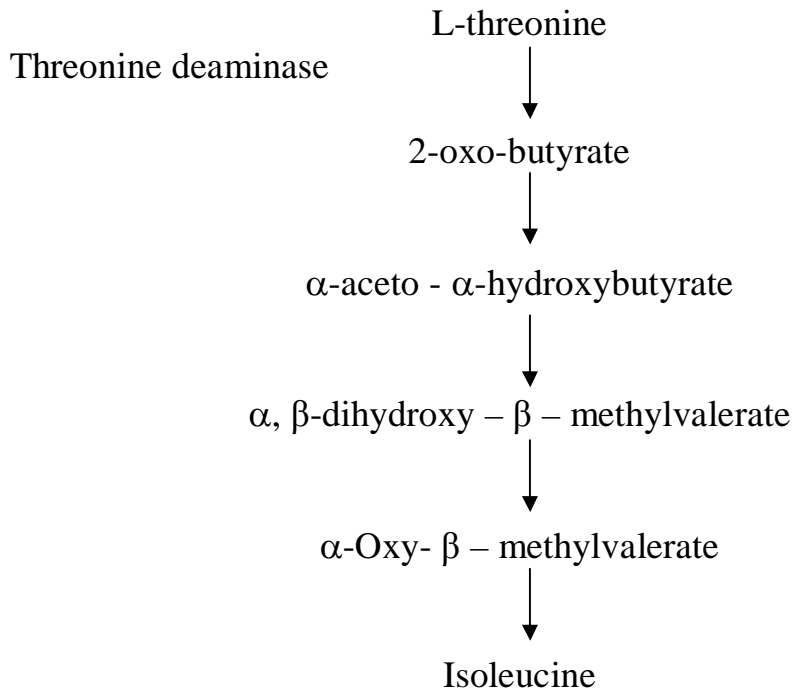 L-threonine
Threonine deaminase
2-oxo-butyrate
α-aceto - α-hydroxybutyrate
α, β-dihydroxy – β – methylvalerate
α-Oxy- β – methylvalerate
Isoleucine